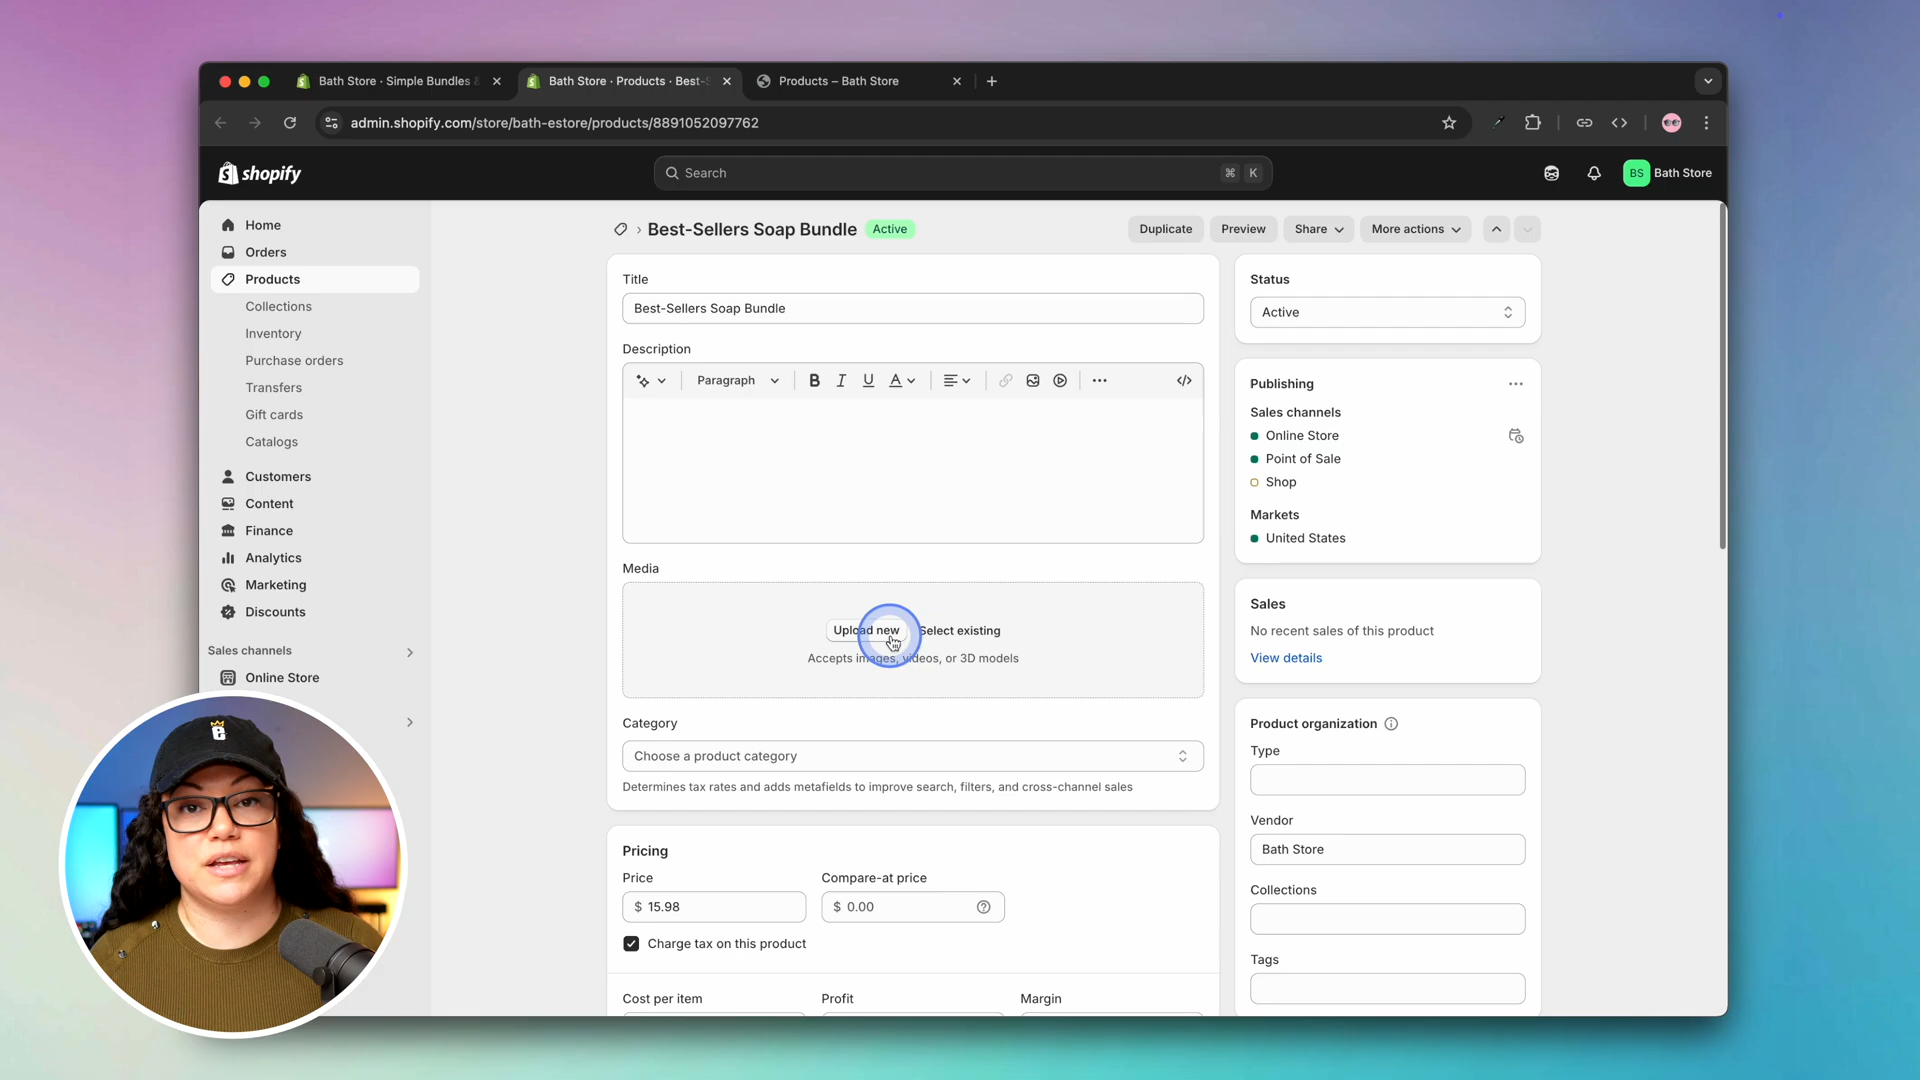 Bath Store · Simple Bundles
Bath Store · Products · Best-S
Products – Bath Store
admin.shopify.com/store/bath-estore/products/8891052097762
shopify
Search
⌘ K
BS
Bath Store
Home
Orders
Products
Collections
Inventory
Purchase orders
Transfers
Gift cards
Catalogs
Customers
Content
Finance
Analytics
Marketing
Discounts
Sales channels
Online Store
› Best-Sellers Soap Bundle
Active
Duplicate
Preview
Share
More actions
Title
Best-Sellers Soap Bundle
Description
Paragraph
B I U A
Media
Upload new
Select existing
Accepts images, videos, or 3D models
Category
Choose a product category
Determines tax rates and adds metafields to improve search, filters, and cross-channel sales
Pricing
Price
Compare-at price
$ 15.98
$ 0.00
Charge tax on this product
Cost per item
Profit
Margin
Status
Active
Publishing
Sales channels
Online Store
Point of Sale
Shop
Markets
United States
Sales
No recent sales of this product
View details
Product organization
Type
Vendor
Bath Store
Collections
Tags